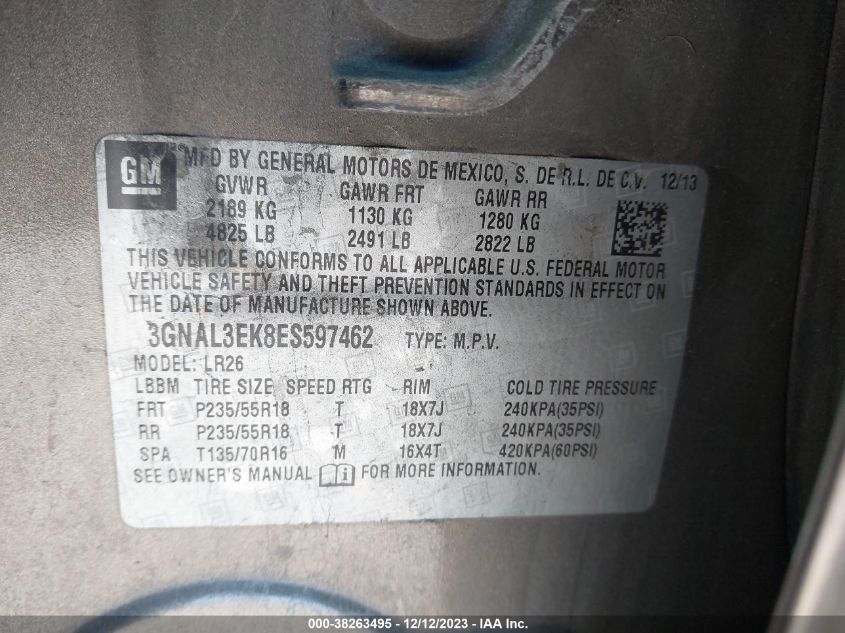 GM
MFD BY GENERAL MOTORS DE MEXICO, S. DE R.L. DE C.V. 12/13
GVWR GAWR FRT GAWR RR
2189 KG 1130 KG 1280 KG
4825 LB 2491 LB 2822 LB
THIS VEHICLE CONFORMS TO ALL APPLICABLE U.S. FEDERAL MOTOR
VEHICLE SAFETY AND THEFT PREVENTION STANDARDS IN EFFECT ON
THE DATE OF MANUFACTURE SHOWN ABOVE.
3GNAL3EK8ES597462 TYPE: M.P.V.
MODEL: LR26
LBBM TIRE SIZE SPEED RTG RIM COLD TIRE PRESSURE
FRT P235/55R18 T 18X7J 240KPA(35PSI)
RR P235/55R18 T 18X7J 240KPA(35PSI)
SPA T135/70R16 M 16X4T 420KPA(60PSI)
SEE OWNER'S MANUAL FOR MORE INFORMATION.
000-38263495 - 12/12/2023 - IAA Inc.